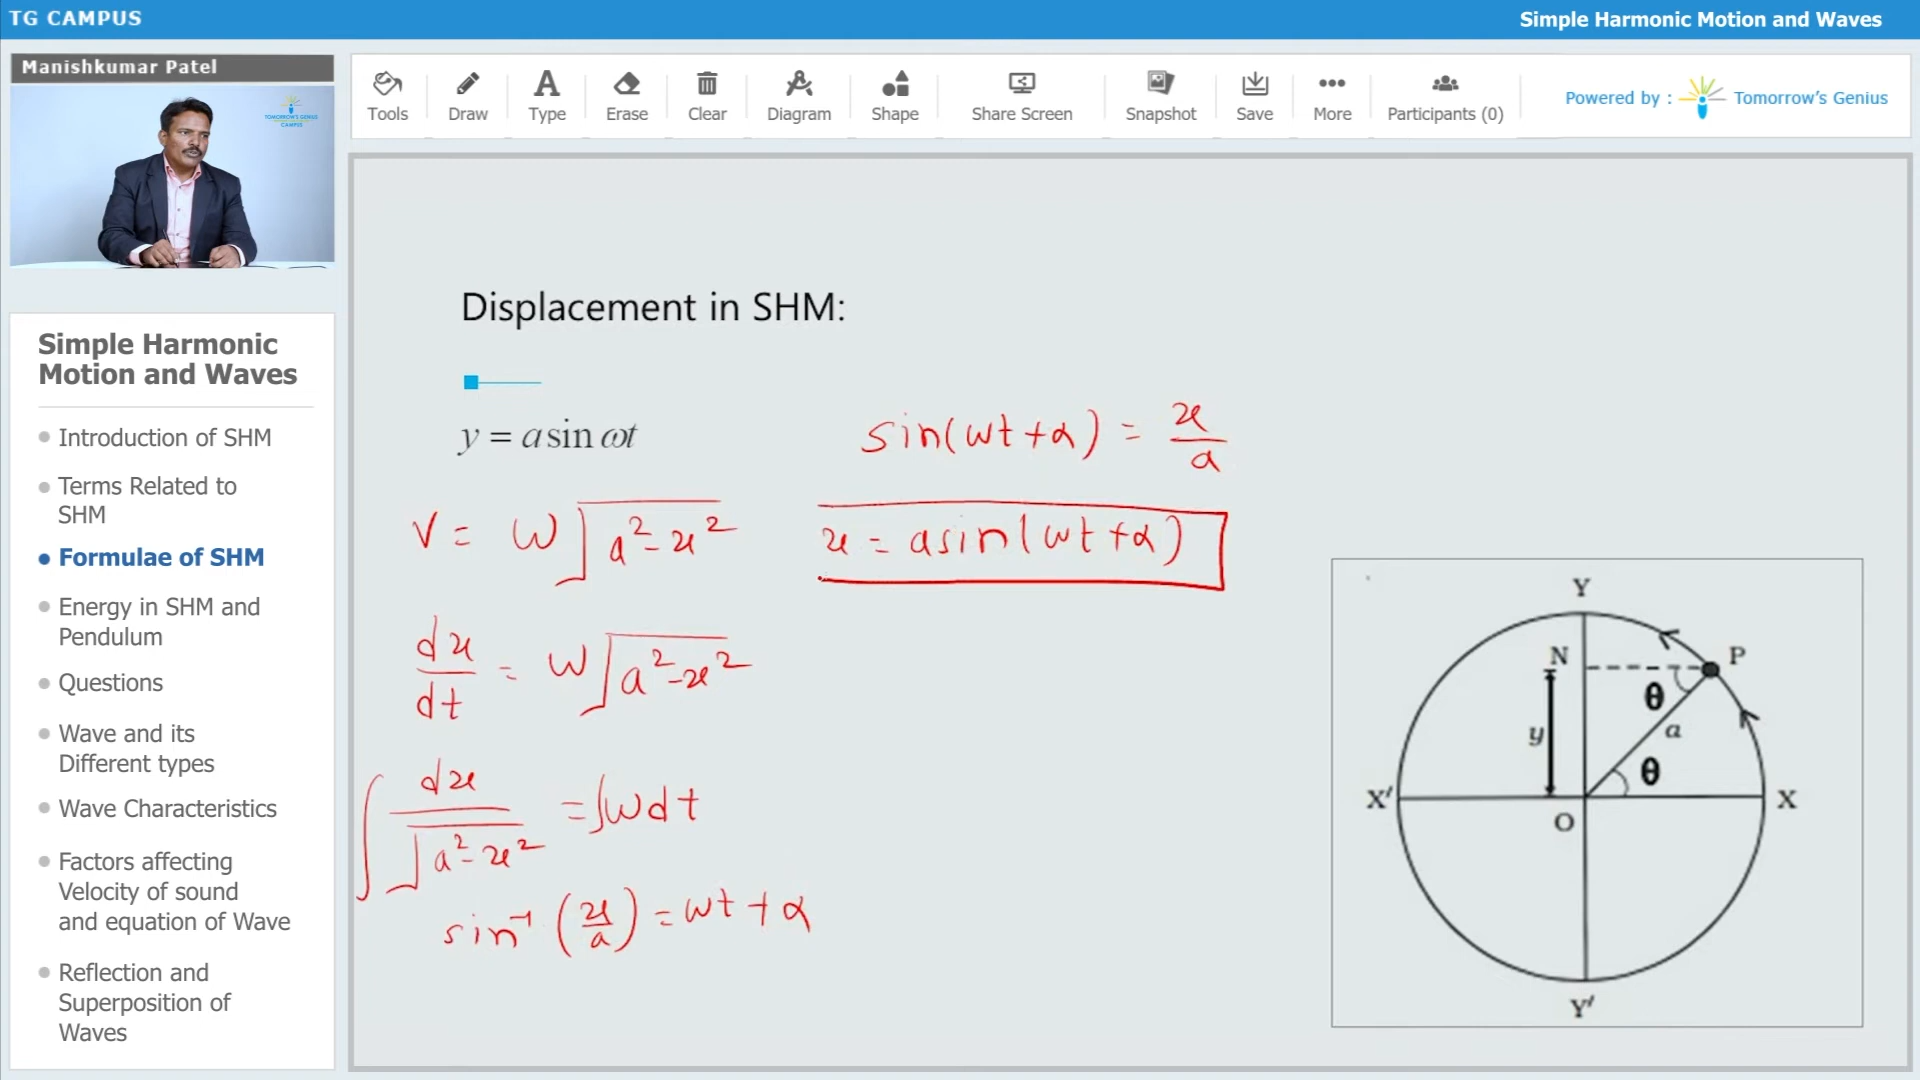 TG CAMPUS
Simple Harmonic Motion and Waves
Manishkumar Patel
TOMORROW'S GENIUS
CAMPUS
Tools
Draw
Type
Erase
Clear
Diagram
Shape
Share Screen
Snapshot
Save
More
Participants (0)
Powered by : Tomorrow's Genius
Simple Harmonic
Motion and Waves
Introduction of SHM
Terms Related to
SHM
Formulae of SHM
Energy in SHM and
Pendulum
Questions
Wave and its
Different types
Wave Characteristics
Factors affecting
Velocity of sound
and equation of Wave
Reflection and
Superposition of
Waves
Displacement in SHM:
y = a sin ωt
V = ω√(a² - x²)
dx/dt = ω√(a² - x²)
∫ dx/√(a² - x²) = ∫ω dt
sin⁻¹ (x/a) = ωt + α
sin(ωt + α) = x/a
x = a sin(ωt + α)
Y
N
P
θ
y
a
θ
X'
O
X
Y'